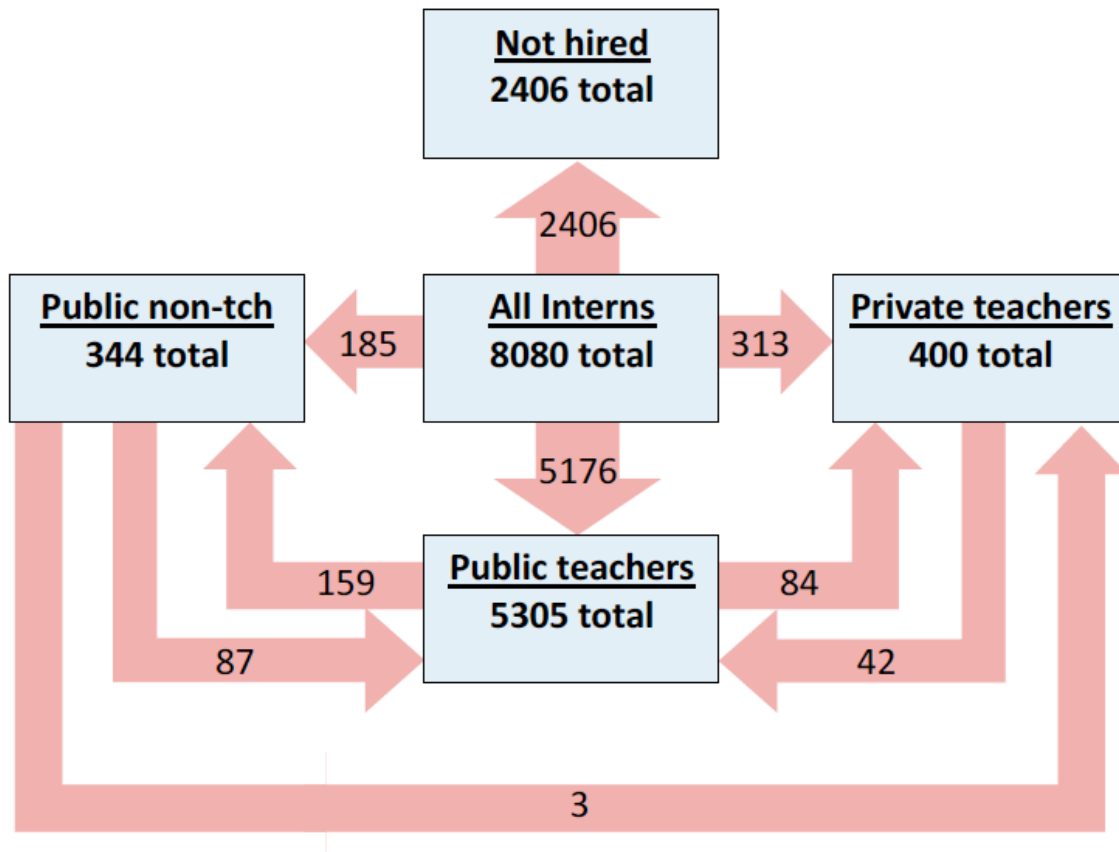 Not hired
2406 total
2406
Public non-tch
344 total
185
All Interns
8080 total
313
Private teachers
400 total
5176
159
Public teachers
5305 total
84
87
42
3